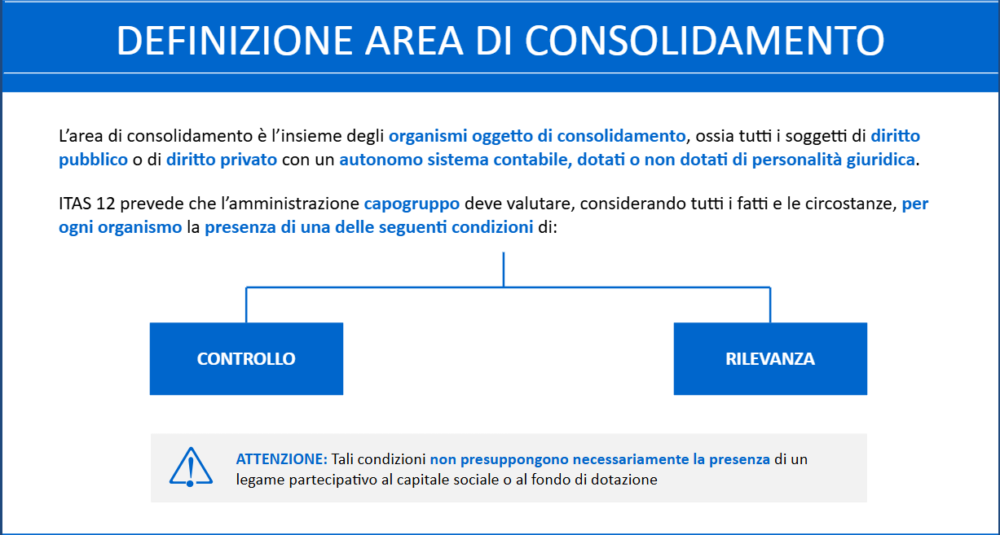 DEFINIZIONE AREA DI CONSOLIDAMENTO
L’area di consolidamento è l’insieme degli organismi oggetto di consolidamento, ossia tutti i soggetti di diritto
pubblico o di diritto privato con un autonomo sistema contabile, dotati o non dotati di personalità giuridica.
ITAS 12 prevede che l’amministrazione capogruppo deve valutare, considerando tutti i fatti e le circostanze, per
ogni organismo la presenza di una delle seguenti condizioni di:
CONTROLLO
RILEVANZA
ATTENZIONE: Tali condizioni non presuppongono necessariamente la presenza di un
legame partecipativo al capitale sociale o al fondo di dotazione